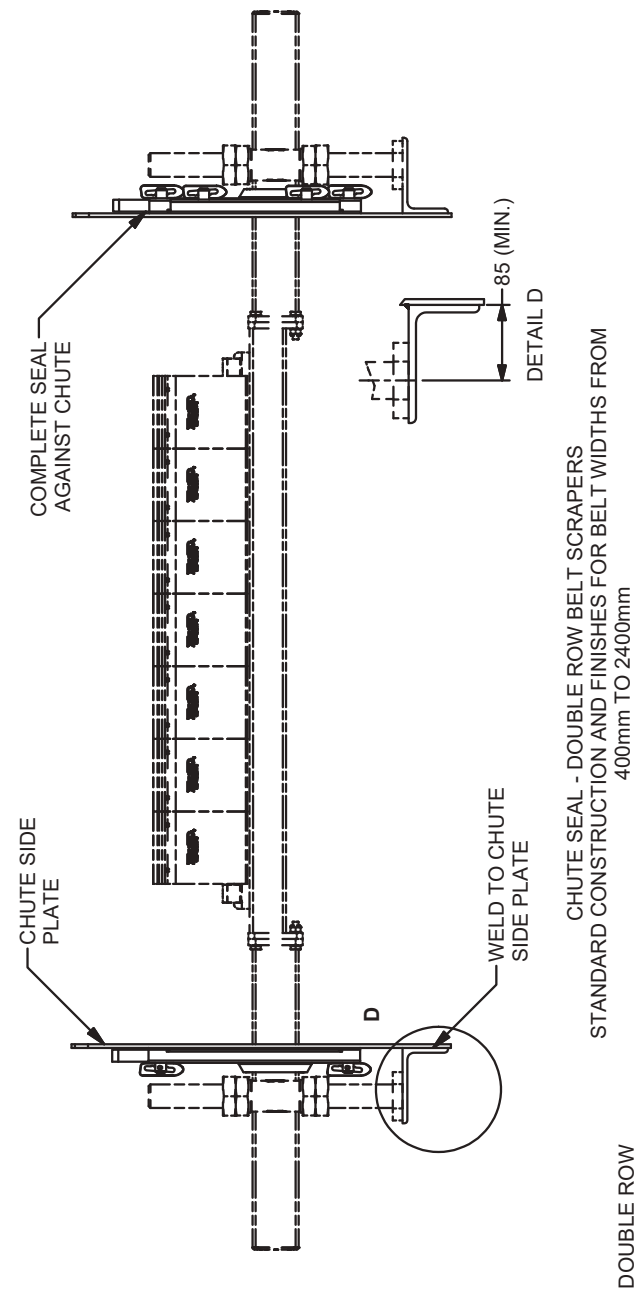 CHUTE SIDE
PLATE
COMPLETE SEAL
AGAINST CHUTE
D
WELD TO CHUTE
SIDE PLATE
85 (MIN.)
DETAIL D
CHUTE SEAL - DOUBLE ROW BELT SCRAPERS
STANDARD CONSTRUCTION AND FINISHES FOR BELT WIDTHS FROM
400mm TO 2400mm
DOUBLE ROW